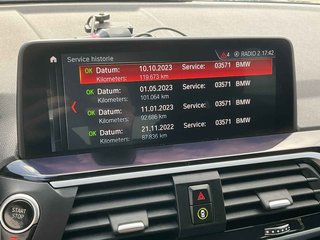 Service historie
4 RADIO 2 17:42
OK Datum: 10.10.2023 Service: 03571 BMW
Kilometers: 119.673 km
OK Datum: 01.05.2023 Service: 03571 BMW
Kilometers: 101.064 km
OK Datum: 11.01.2023 Service: 03571 BMW
Kilometers: 92.686 km
OK Datum: 21.11.2022 Service: 03571 BMW
Kilometers: 87.836 km
START
STOP